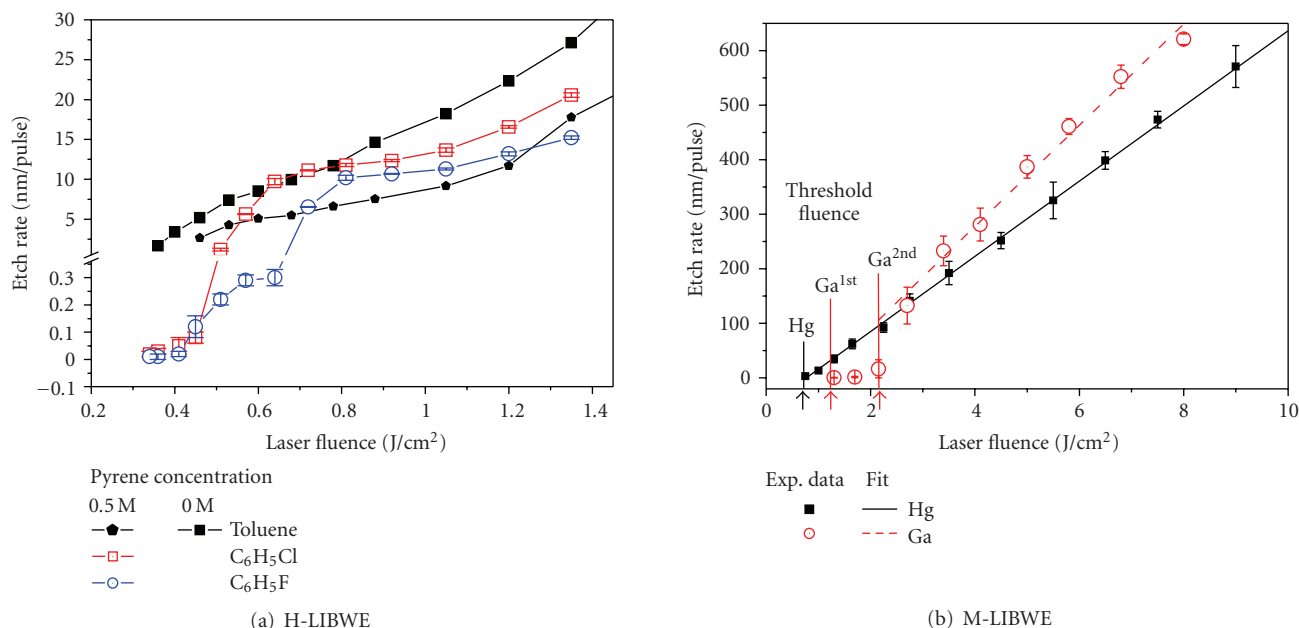 30
25
20
15
10
5
0.3
0.2
0.1
0
−0.1
0.2 0.4 0.6 0.8 1 1.2 1.4
Etch rate (nm/pulse)
Laser fluence (J/cm²)
Pyrene concentration
0.5 M 0 M
Toluene
C₆H₅Cl
C₆H₅F
(a) H-LIBWE
600
500
400
300
200
100
0
0 2 4 6 8 10
Etch rate (nm/pulse)
Threshold
fluence
Ga²ⁿᵈ
Ga¹ˢᵗ
Hg
Laser fluence (J/cm²)
Exp. data Fit
Hg
Ga
(b) M-LIBWE